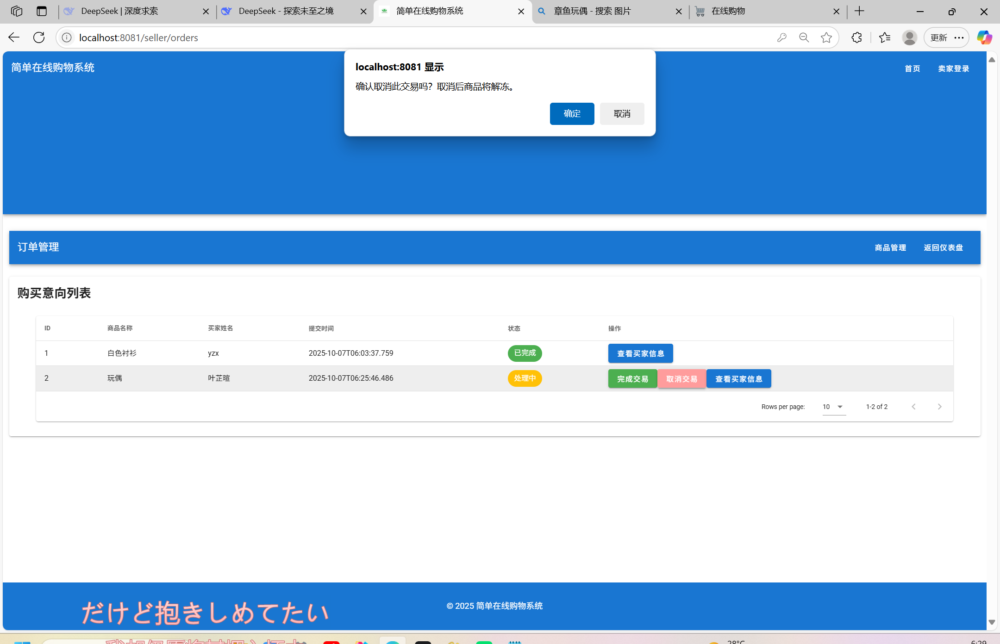 DeepSeek | 深度求索
DeepSeek - 探索未至之境
简单在线购物系统
章鱼玩偶 - 搜索 图片
在线购物
localhost:8081/seller/orders
更新
简单在线购物系统
首页
卖家登录
localhost:8081 显示
确认取消此交易吗？取消后商品将解冻。
确定
取消
订单管理
商品管理
返回仪表盘
购买意向列表
ID 商品名称 买家姓名 提交时间 状态 操作
1 白色衬衫 yzx 2025-10-07T06:03:37.759 已完成 查看买家信息
2 玩偶 叶芷暄 2025-10-07T06:25:46.486 处理中 完成交易 取消交易 查看买家信息
Rows per page: 10 1-2 of 2
© 2025 简单在线购物系统
だけど抱きしめてたい
28°C
6:29